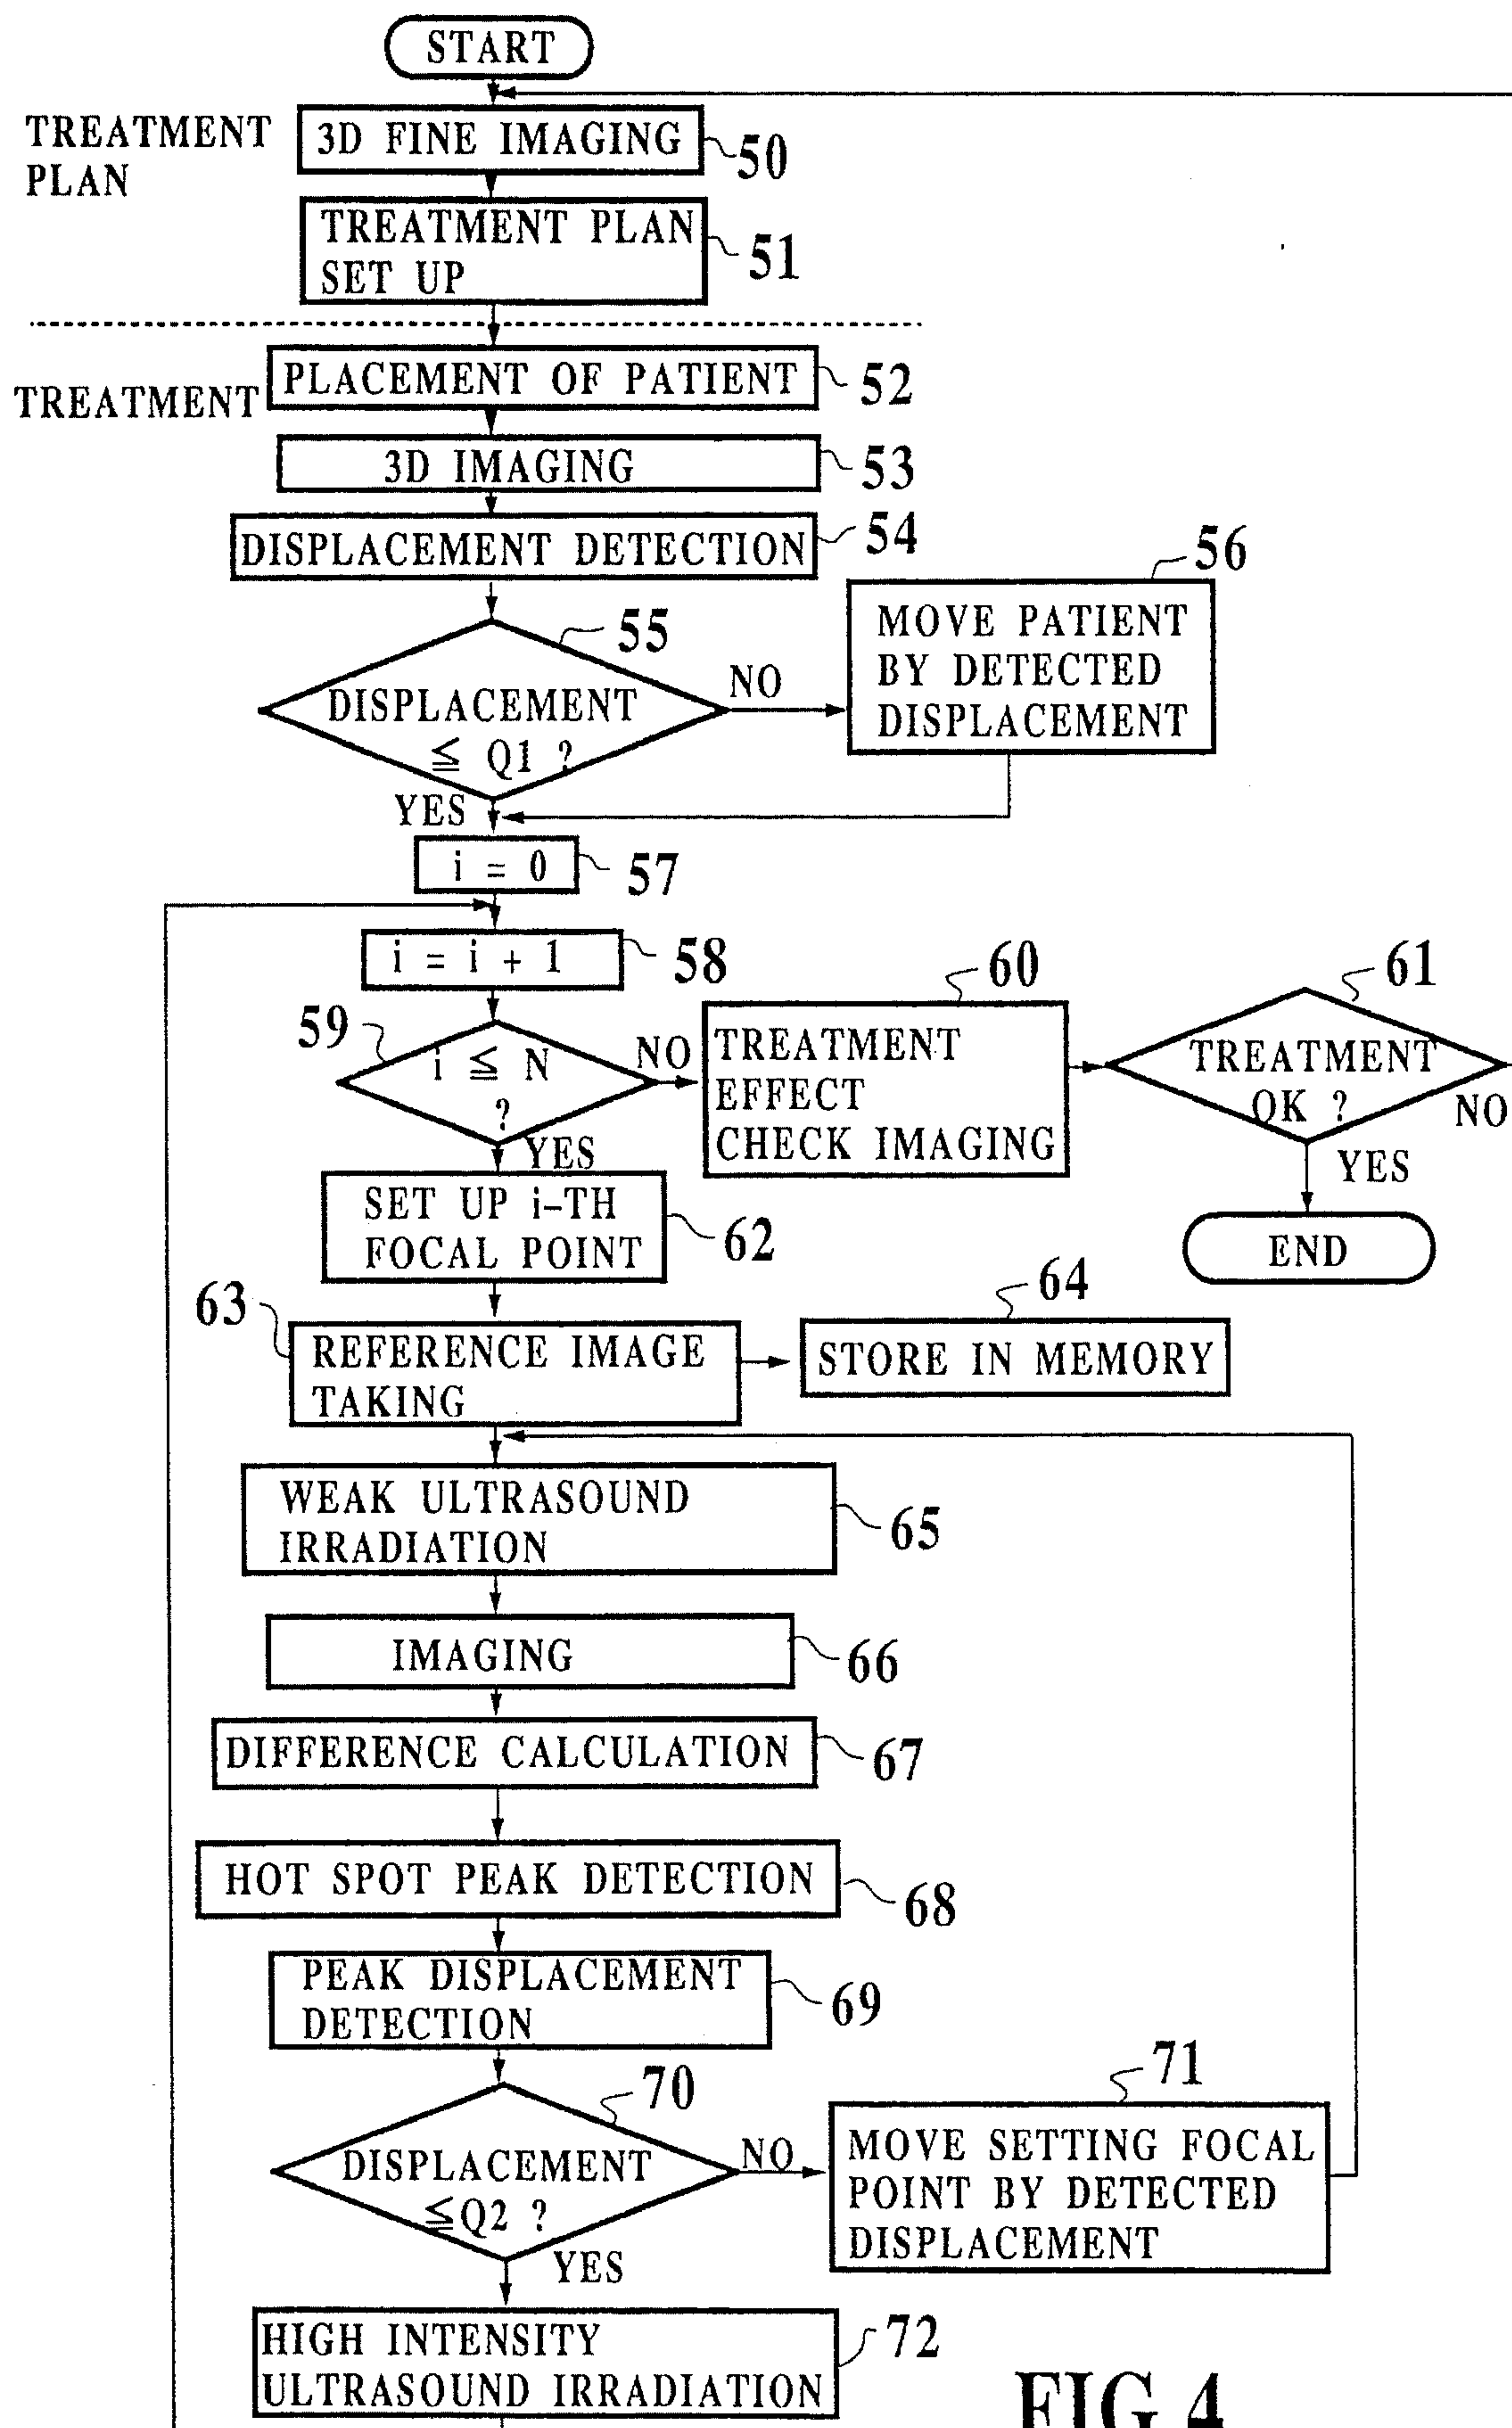 START
TREATMENT
PLAN
3D FINE IMAGING
50
TREATMENT PLAN
SET UP
51
TREATMENT
PLACEMENT OF PATIENT
52
3D IMAGING
53
DISPLACEMENT DETECTION
54
55
DISPLACEMENT
≦ Q1 ?
NO
YES
56
MOVE PATIENT
BY DETECTED
DISPLACEMENT
i = 0
57
i = i + 1
58
59
i ≦ N
?
NO
YES
60
TREATMENT
EFFECT
CHECK IMAGING
61
TREATMENT
OK ?
NO
YES
END
SET UP i-TH
FOCAL POINT
62
63
REFERENCE IMAGE
TAKING
64
STORE IN MEMORY
WEAK ULTRASOUND
IRRADIATION
65
IMAGING
66
DIFFERENCE CALCULATION
67
HOT SPOT PEAK DETECTION
68
PEAK DISPLACEMENT
DETECTION
69
70
DISPLACEMENT
≦Q2 ?
NO
YES
71
MOVE SETTING FOCAL
POINT BY DETECTED
DISPLACEMENT
HIGH INTENSITY
ULTRASOUND IRRADIATION
72
FIG.4